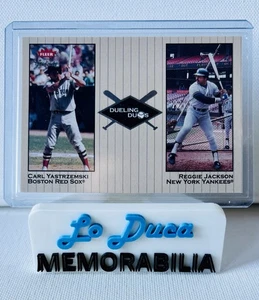 FLEER
DUELING
DUOS
CARL YASTRZEMSKI
BOSTON RED SOX®
REGGIE JACKSON
NEW YORK YANKEES®
Lo Duca
MEMORABILIA